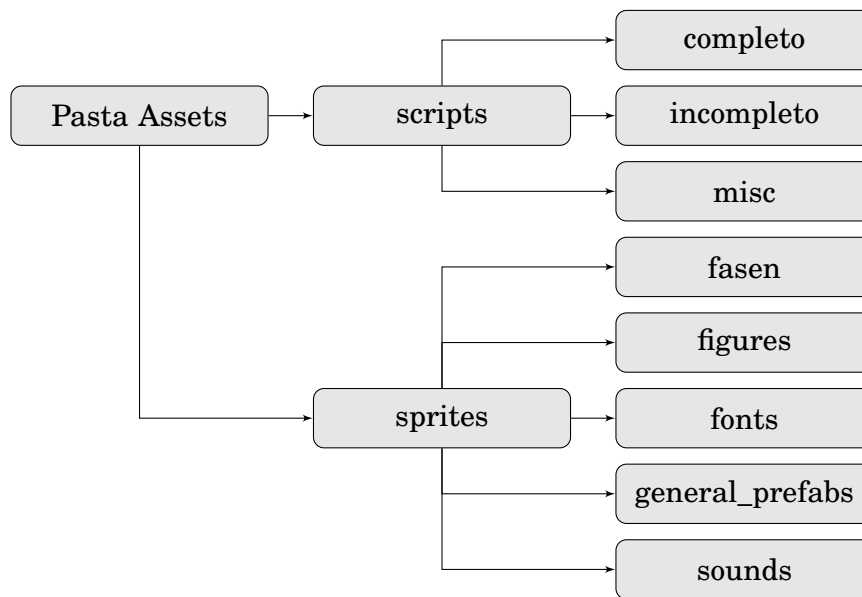 Pasta Assets
scripts
completo
incompleto
misc
sprites
fasen
figures
fonts
general_prefabs
sounds